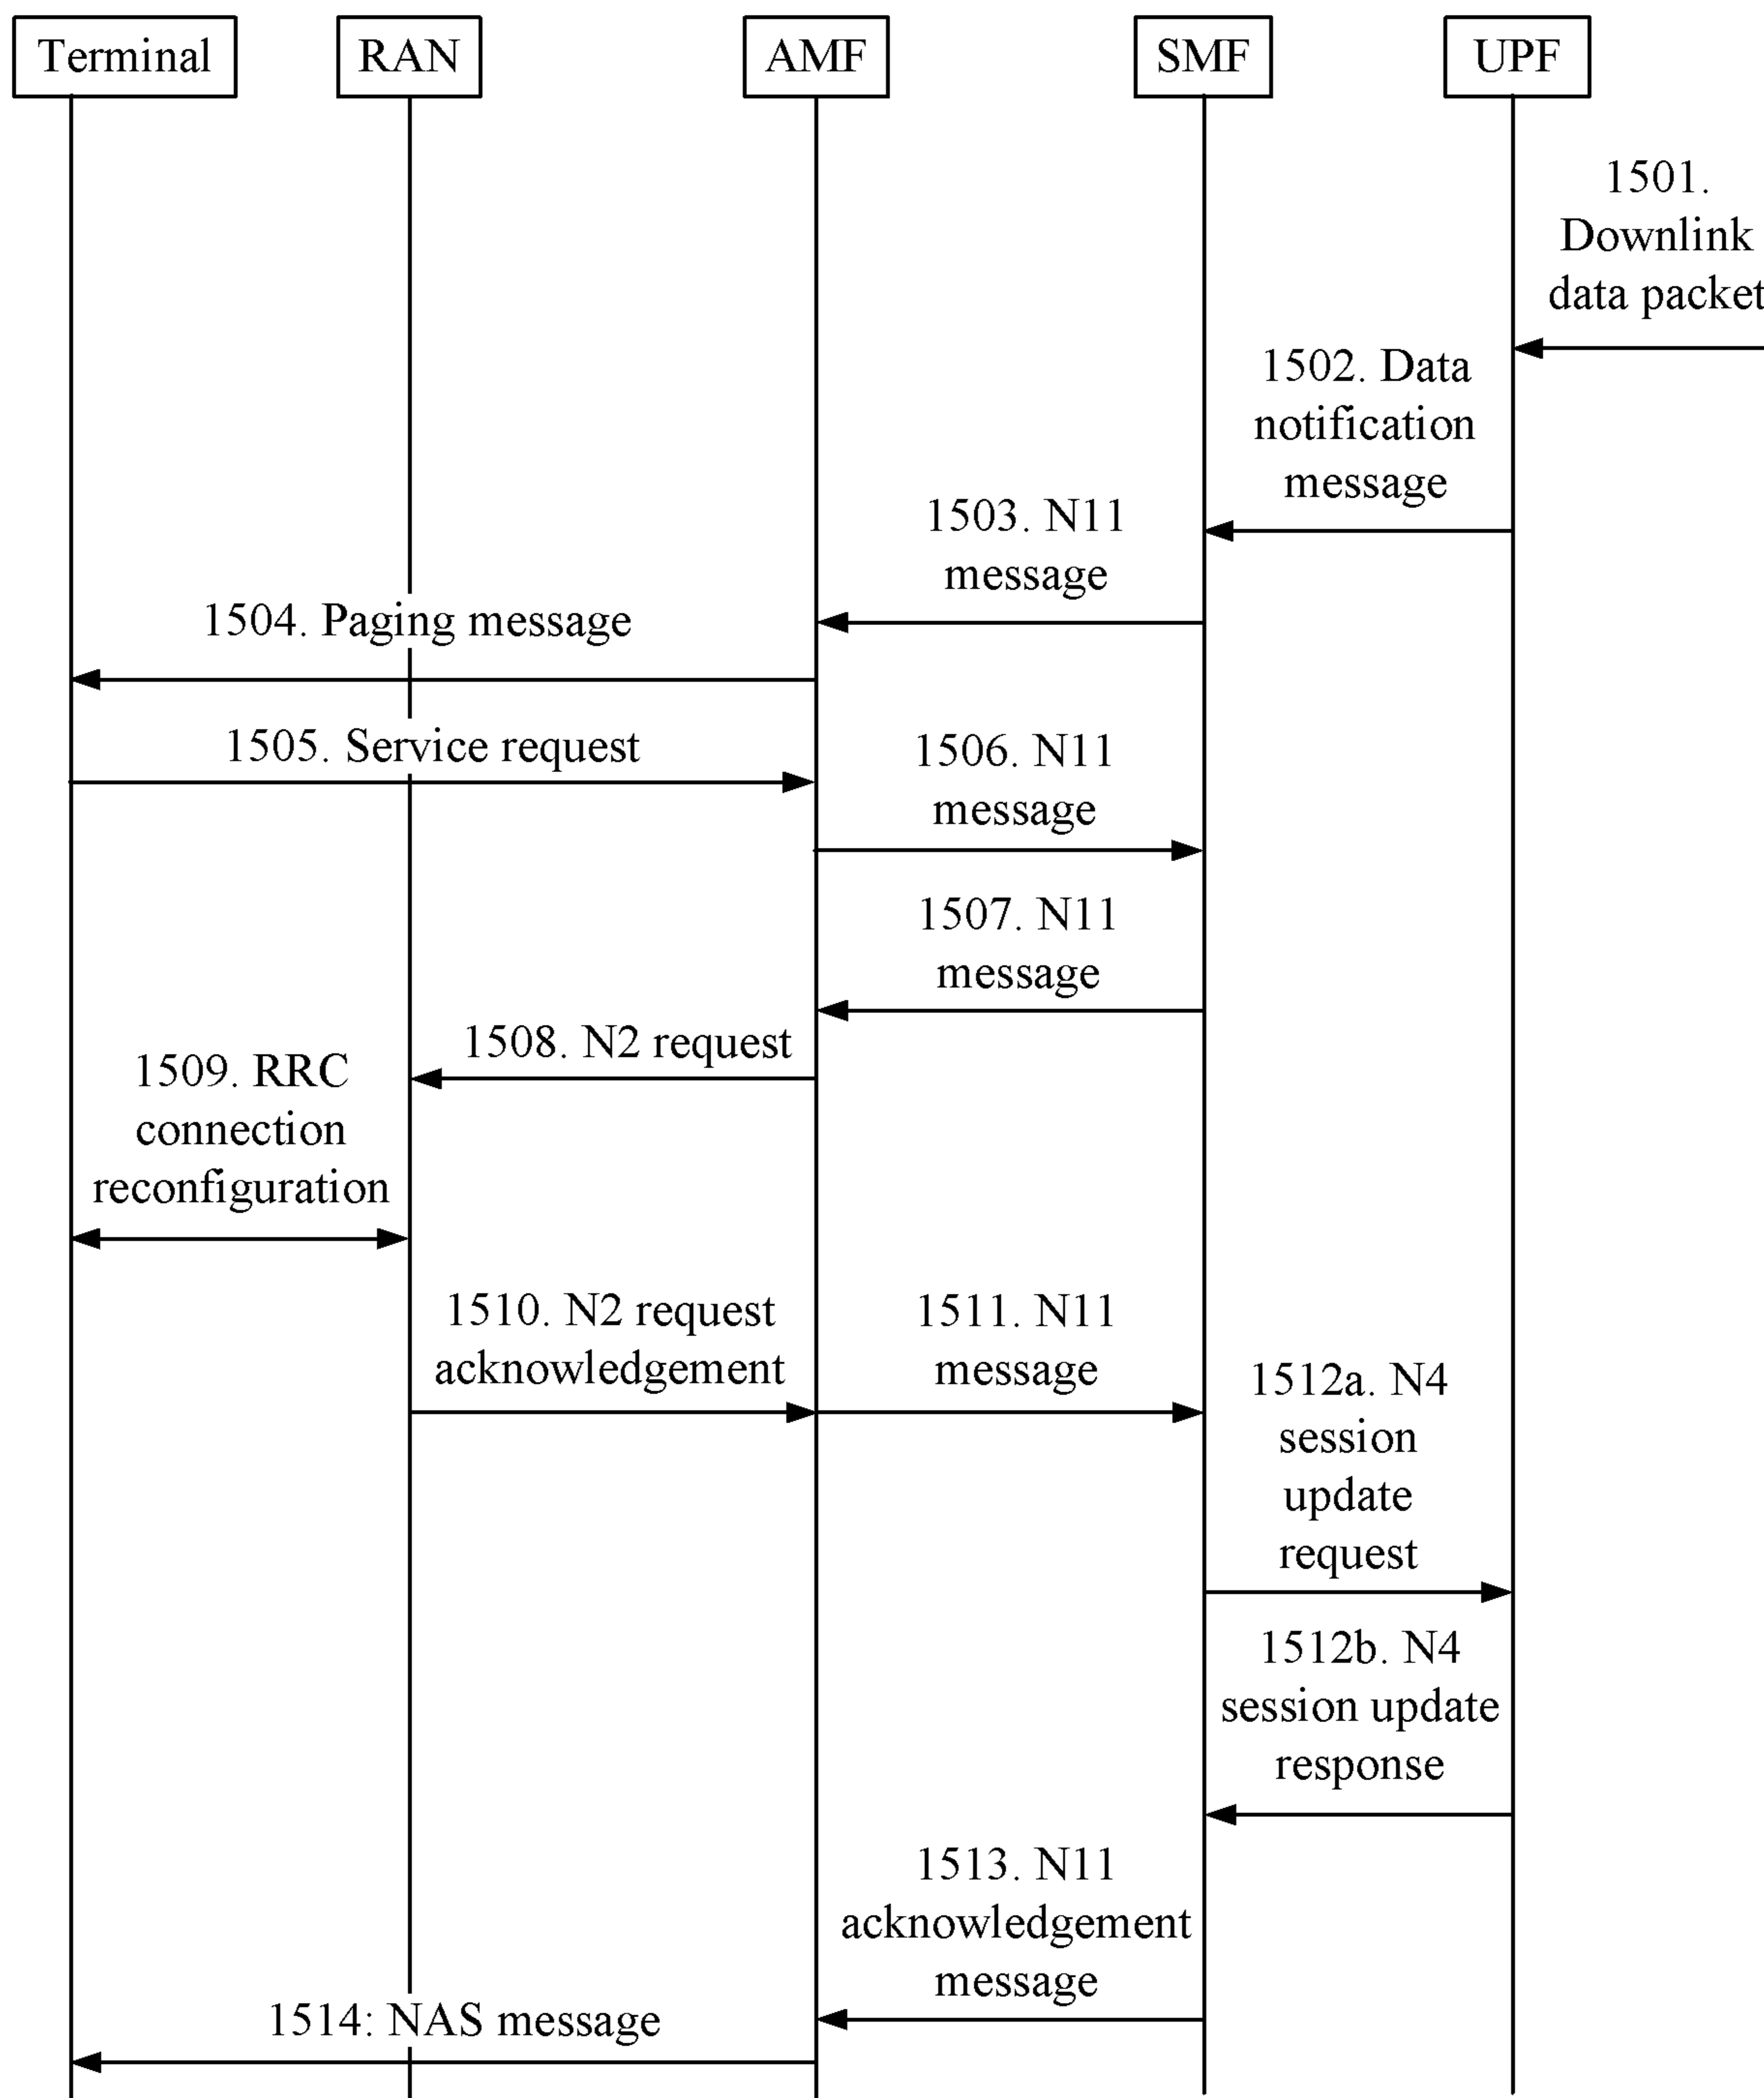 Terminal
RAN
AMF
SMF
UPF
1501.
Downlink
data packet
1502. Data
notification
message
1503. N11
message
1504. Paging message
1505. Service request
1506. N11
message
1507. N11
message
1508. N2 request
1509. RRC
connection
reconfiguration
1510. N2 request
acknowledgement
1511. N11
message
1512a. N4
session
update
request
1512b. N4
session update
response
1513. N11
acknowledgement
message
1514: NAS message